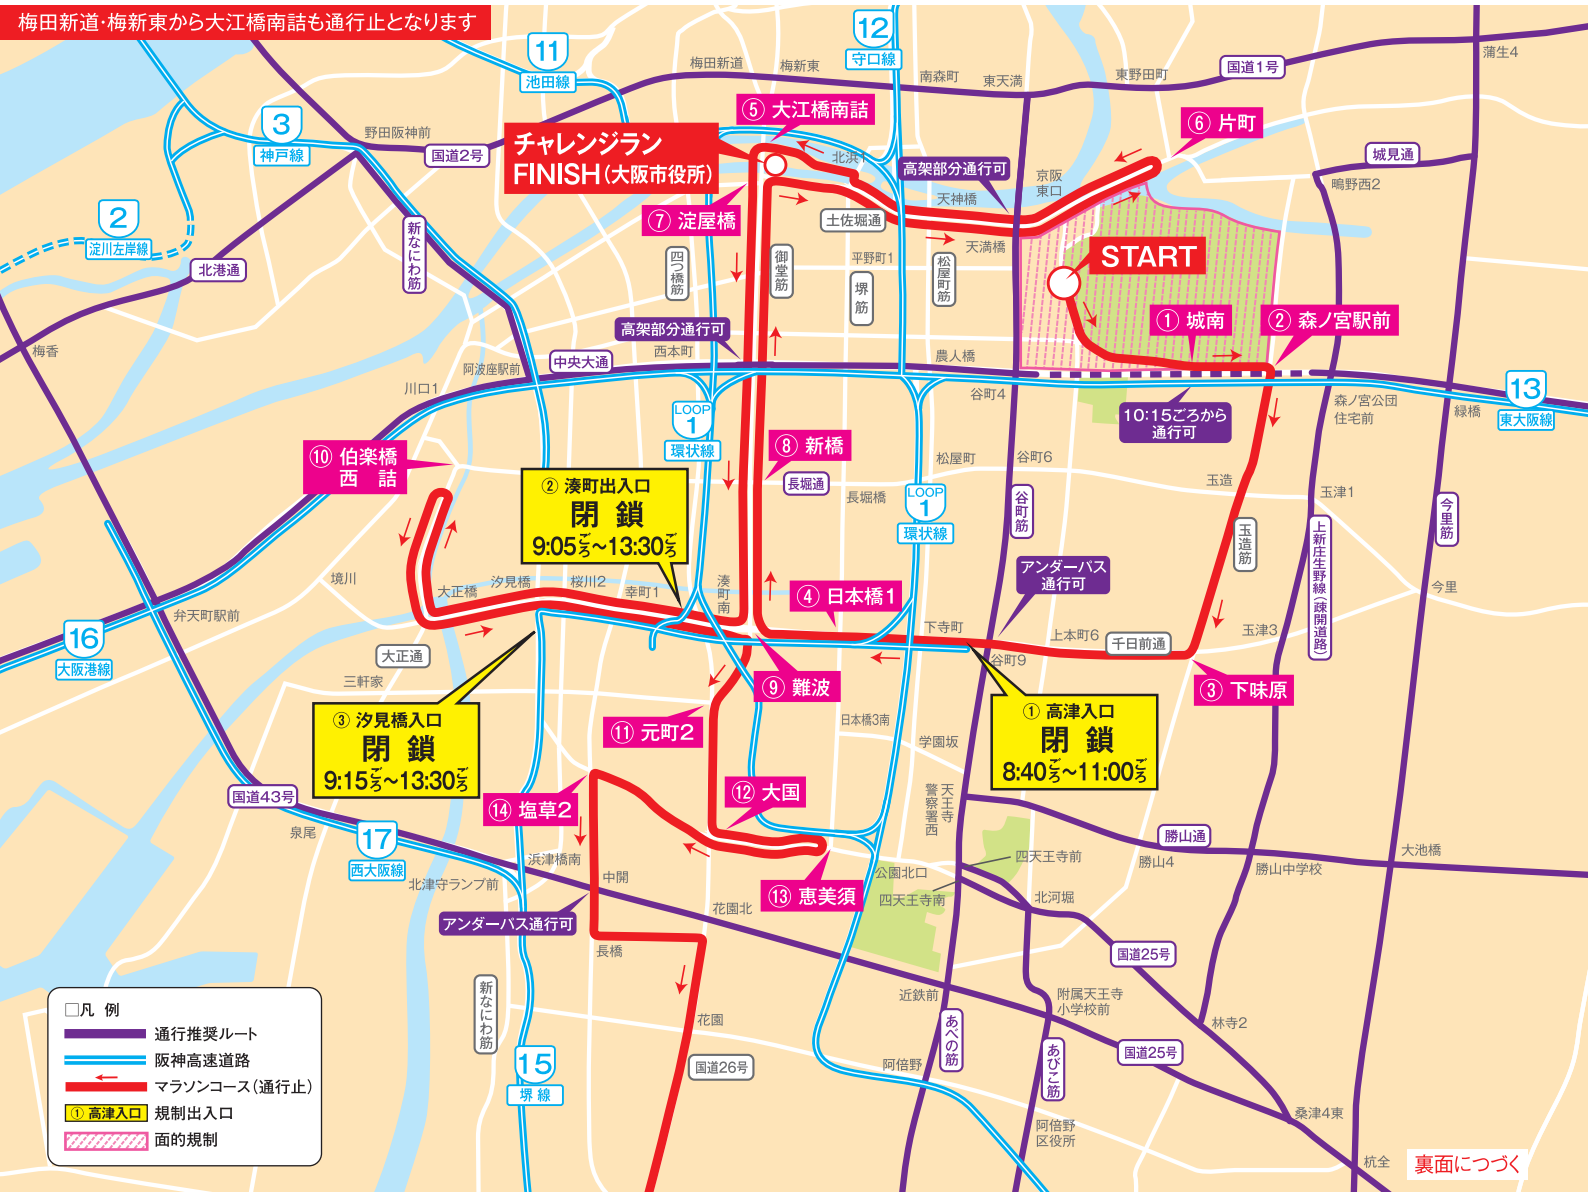 梅田新道・梅新東から大江橋南詰も通行止となります
12
守口線
11
池田線
梅田新道
梅新東
南森町
東天満
東野田町
国道1号
蒲生4
3
神戸線
野田阪神前
国道2号
⑤ 大江橋南詰
⑥ 片町
チャレンジラン
FINISH（大阪市役所）
北浜1
高架部分通行可
京阪
東口
城見通
鴫野西2
2
淀川左岸線
北港通
新なにわ筋
⑦ 淀屋橋
土佐堀通
天神橋
天満橋
四つ橋筋
御堂筋
平野町1
堺筋
松屋町筋
START
① 城南
② 森ノ宮駅前
高架部分通行可
西本町
農人橋
梅香
阿波座駅前
中央大通
川口1
谷町4
10:15ごろから
通行可
森ノ宮公団
住宅前
緑橋
13
東大阪線
LOOP
1
環状線
⑩ 伯楽橋
西 詰
⑧ 新橋
長堀通
長堀橋
松屋町
谷町6
玉造
玉津1
② 湊町出入口
閉 鎖
9:05ごろ～13:30ごろ
LOOP
1
環状線
谷町筋
玉造筋
上新庄生野線（疎開道路）
今里筋
今里
境川
大正橋
汐見橋
桜川2
幸町1
湊町南
④ 日本橋1
アンダーパス
通行可
下寺町
上本町6
千日前通
玉津3
弁天町駅前
16
大阪港線
大正通
三軒家
谷町9
⑨ 難波
③ 下味原
③ 汐見橋入口
閉 鎖
9:15ごろ～13:30ごろ
⑪ 元町2
日本橋3南
学園坂
① 高津入口
閉 鎖
8:40ごろ～11:00ごろ
国道43号
泉尾
17
西大阪線
⑭ 塩草2
⑫ 大国
天王寺
警察署西
勝山通
勝山4
勝山中学校
大池橋
浜津橋南
北津守ランプ前
中開
公園北口
四天王寺前
四天王寺南
北河堀
⑬ 恵美須
花園北
アンダーパス通行可
長橋
国道25号
近鉄前
附属天王寺
小学校前
林寺2
新なにわ筋
花園
国道26号
15
堺線
あべの筋
阿倍野
あびこ筋
国道25号
阿倍野
区役所
桑津4東
杭全
□凡 例
通行推奨ルート
阪神高速道路
マラソンコース（通行止）
① 高津入口
規制出入口
面的規制
裏面につづく